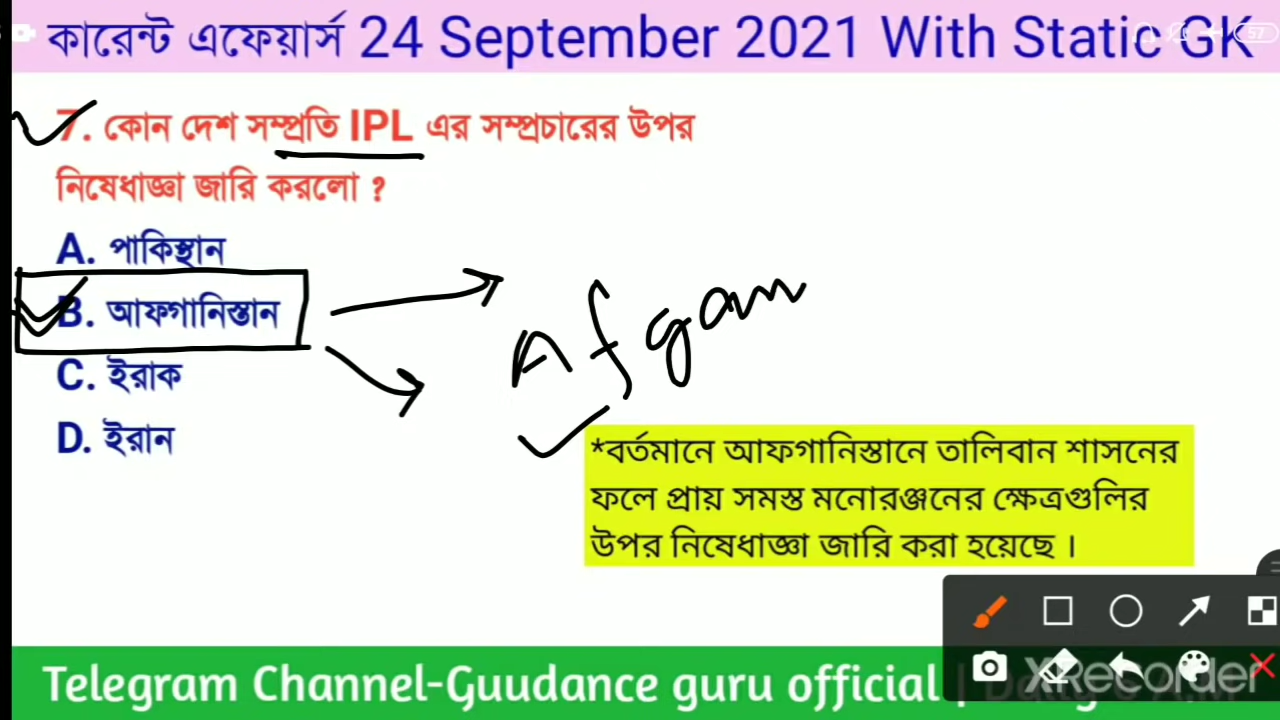 কারেন্ট এফেয়ার্স 24 September 2021 With Static GK
57
7. কোন দেশ সম্প্রতি IPL এর সম্প্রচারের উপর
নিষেধাজ্ঞা জারি করলো ?
A. পাকিস্থান
B. আফগানিস্তান
C. ইরাক
D. ইরান
Afgan
*বর্তমানে আফগানিস্তানে তালিবান শাসনের
ফলে প্রায় সমস্ত মনোরঞ্জনের ক্ষেত্রগুলির
উপর নিষেধাজ্ঞা জারি করা হয়েছে ।
Telegram Channel-Guudance guru official |
XRecorder